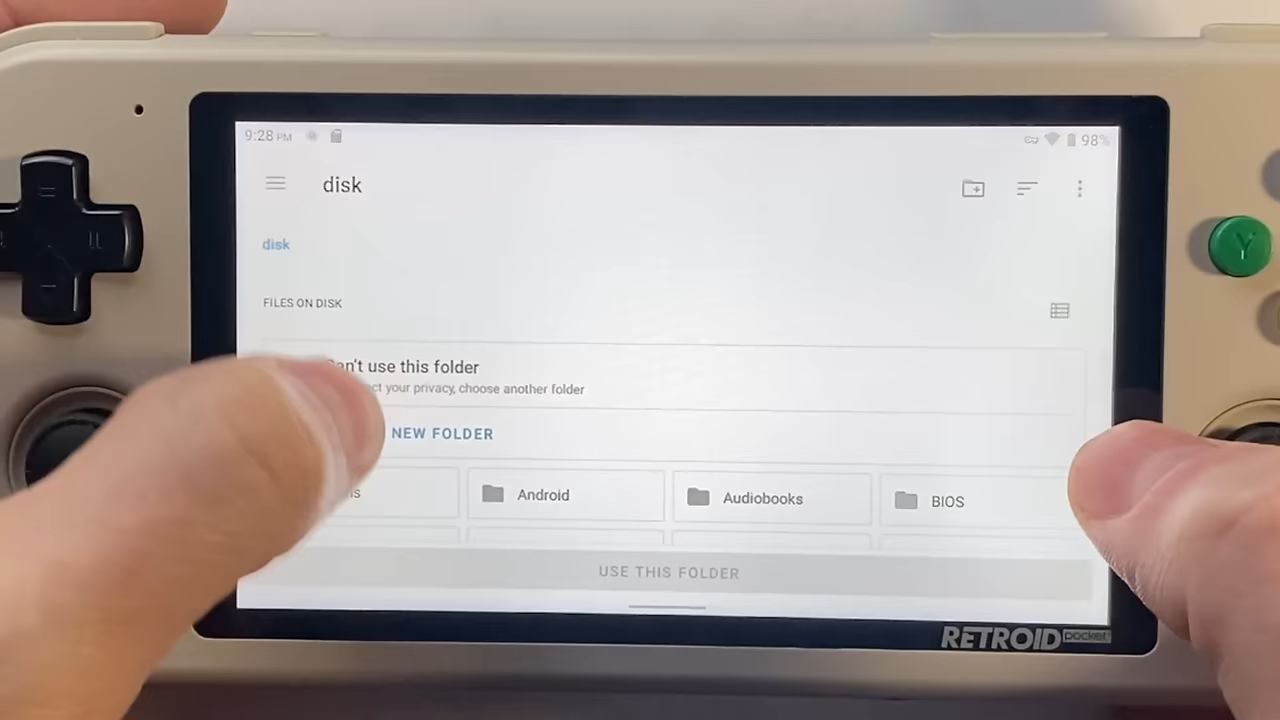 9:28 PM
98%
disk
disk
FILES ON DISK
Can't use this folder
your privacy, choose another folder
NEW FOLDER
Android
Audiobooks
BIOS
USE THIS FOLDER
RETROID pocket
Y